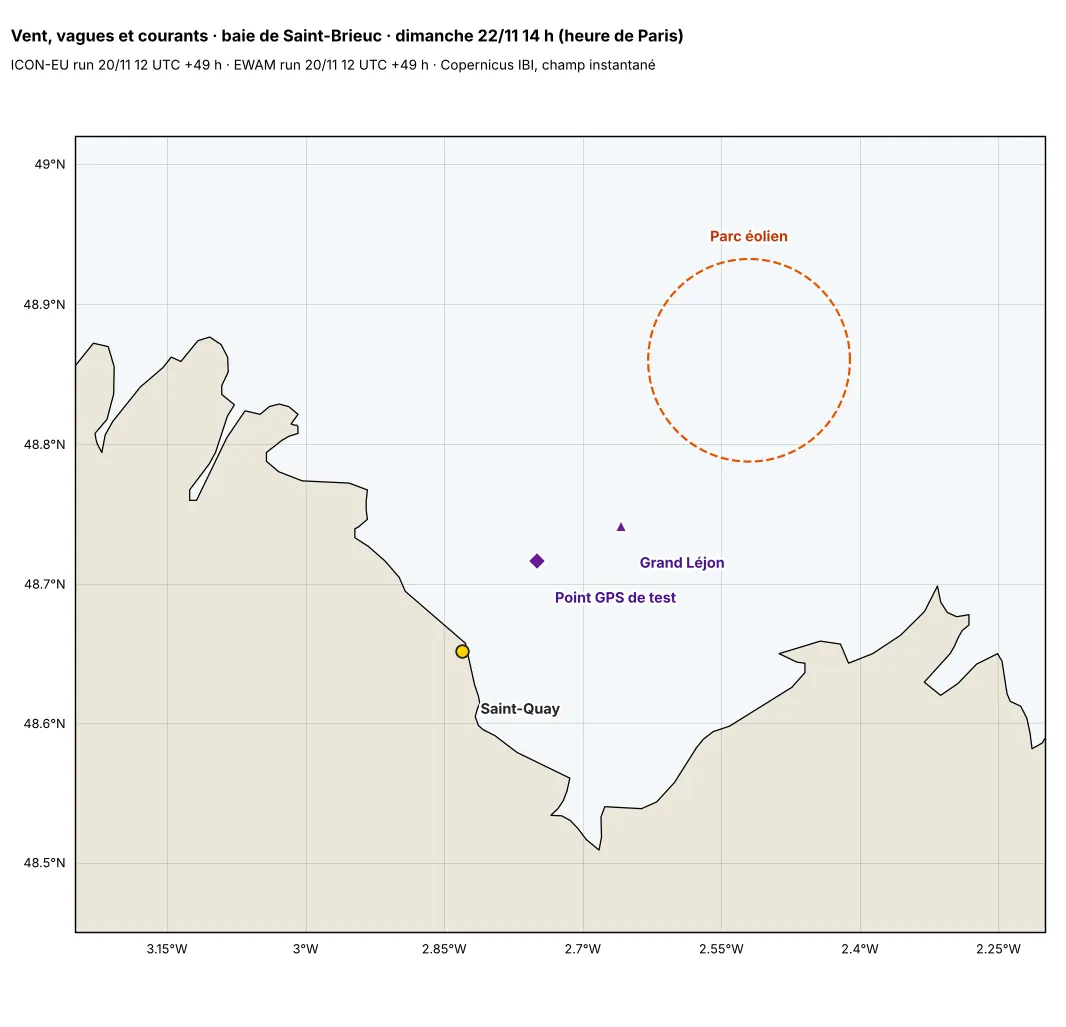 Vent, vagues et courants · baie de Saint-Brieuc · dimanche 22/11 14 h (heure de Paris)
ICON-EU run 20/11 12 UTC +49 h · EWAM run 20/11 12 UTC +49 h · Copernicus IBI, champ instantané
49°N
Parc éolien
48.9°N
48.8°N
Grand Léjon
48.7°N
Point GPS de test
Saint-Quay
48.6°N
48.5°N
3.15°W
3°W
2.85°W
2.7°W
2.55°W
2.4°W
2.25°W